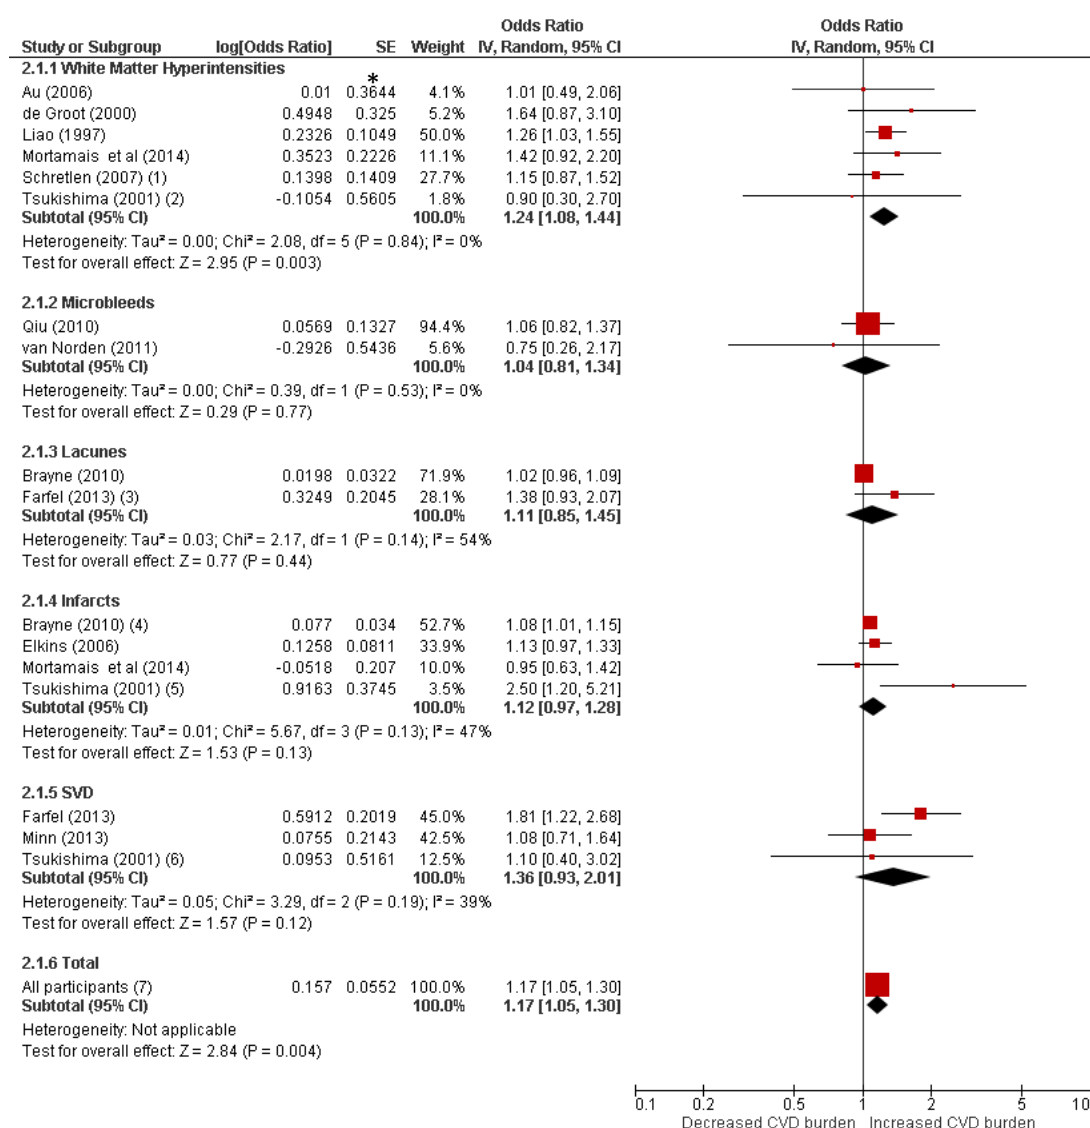 Odds Ratio Odds Ratio
Study or Subgroup log[Odds Ratio] SE Weight IV, Random, 95% CI IV, Random, 95% CI
2.1.1 White Matter Hyperintensities
*
Au (2006) 0.01 0.3644 4.1% 1.01 [0.49, 2.06]
de Groot (2000) 0.4948 0.325 5.2% 1.64 [0.87, 3.10]
Liao (1997) 0.2326 0.1049 50.0% 1.26 [1.03, 1.55]
Mortamais et al (2014) 0.3523 0.2226 11.1% 1.42 [0.92, 2.20]
Schretlen (2007) (1) 0.1398 0.1409 27.7% 1.15 [0.87, 1.52]
Tsukishima (2001) (2) -0.1054 0.5605 1.8% 0.90 [0.30, 2.70]
Subtotal (95% CI) 100.0% 1.24 [1.08, 1.44]
Heterogeneity: Tau² = 0.00; Chi² = 2.08, df = 5 (P = 0.84); I² = 0%
Test for overall effect: Z = 2.95 (P = 0.003)
2.1.2 Microbleeds
Qiu (2010) 0.0569 0.1327 94.4% 1.06 [0.82, 1.37]
van Norden (2011) -0.2926 0.5436 5.6% 0.75 [0.26, 2.17]
Subtotal (95% CI) 100.0% 1.04 [0.81, 1.34]
Heterogeneity: Tau² = 0.00; Chi² = 0.39, df = 1 (P = 0.53); I² = 0%
Test for overall effect: Z = 0.29 (P = 0.77)
2.1.3 Lacunes
Brayne (2010) 0.0198 0.0322 71.9% 1.02 [0.96, 1.09]
Farfel (2013) (3) 0.3249 0.2045 28.1% 1.38 [0.93, 2.07]
Subtotal (95% CI) 100.0% 1.11 [0.85, 1.45]
Heterogeneity: Tau² = 0.03; Chi² = 2.17, df = 1 (P = 0.14); I² = 54%
Test for overall effect: Z = 0.77 (P = 0.44)
2.1.4 Infarcts
Brayne (2010) (4) 0.077 0.034 52.7% 1.08 [1.01, 1.15]
Elkins (2006) 0.1258 0.0811 33.9% 1.13 [0.97, 1.33]
Mortamais et al (2014) -0.0518 0.207 10.0% 0.95 [0.63, 1.42]
Tsukishima (2001) (5) 0.9163 0.3745 3.5% 2.50 [1.20, 5.21]
Subtotal (95% CI) 100.0% 1.12 [0.97, 1.28]
Heterogeneity: Tau² = 0.01; Chi² = 5.67, df = 3 (P = 0.13); I² = 47%
Test for overall effect: Z = 1.53 (P = 0.13)
2.1.5 SVD
Farfel (2013) 0.5912 0.2019 45.0% 1.81 [1.22, 2.68]
Minn (2013) 0.0755 0.2143 42.5% 1.08 [0.71, 1.64]
Tsukishima (2001) (6) 0.0953 0.5161 12.5% 1.10 [0.40, 3.02]
Subtotal (95% CI) 100.0% 1.36 [0.93, 2.01]
Heterogeneity: Tau² = 0.05; Chi² = 3.29, df = 2 (P = 0.19); I² = 39%
Test for overall effect: Z = 1.57 (P = 0.12)
2.1.6 Total
All participants (7) 0.157 0.0552 100.0% 1.17 [1.05, 1.30]
Subtotal (95% CI) 100.0% 1.17 [1.05, 1.30]
Heterogeneity: Not applicable
Test for overall effect: Z = 2.84 (P = 0.004)
0.1 0.2 0.5 1 2 5 10
Decreased CVD burden Increased CVD burden